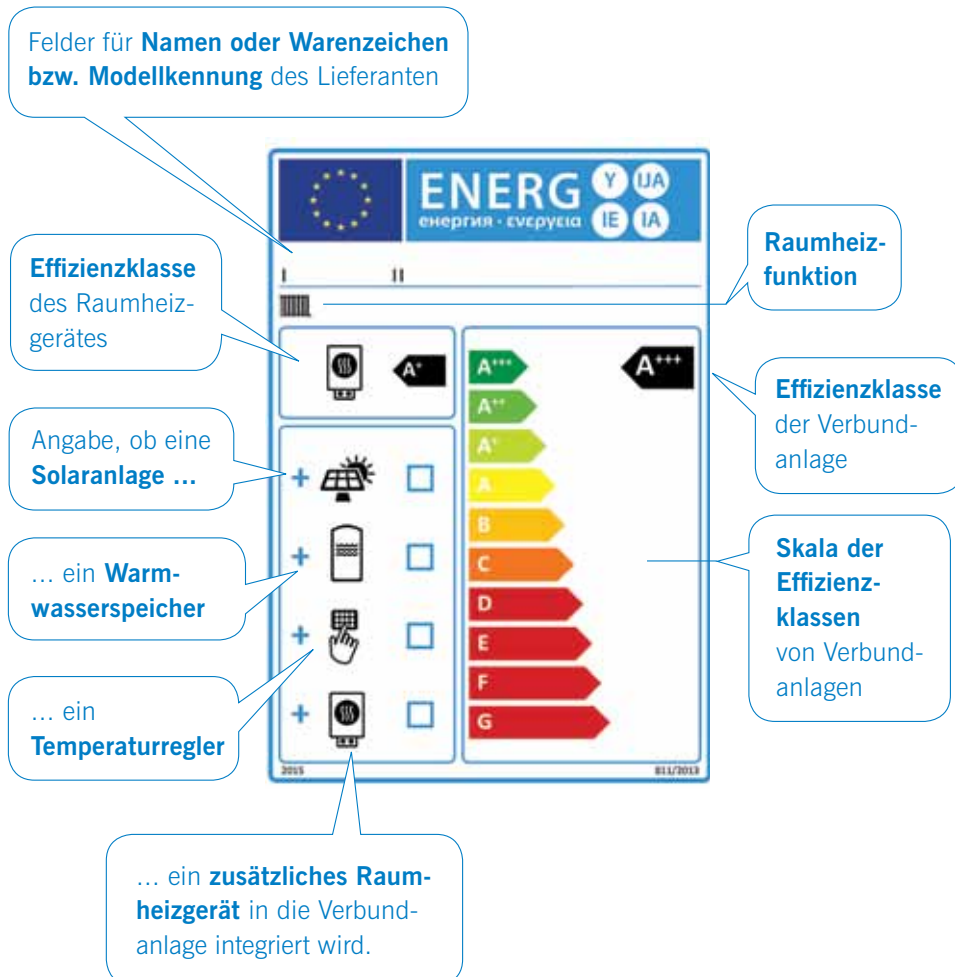 Felder für Namen oder Warenzeichen
bzw. Modellkennung des Lieferanten
ENERG
Y
IJA
IE
IA
енергия · ενεργεια
I
II
Effizienzklasse
des Raumheiz-
gerätes
Raumheiz-
funktion
A+
A+++
A+++
A++
A+
A
B
C
D
E
F
G
Effizienzklasse
der Verbund-
anlage
Angabe, ob eine
Solaranlage ...
+
... ein Warm-
wasserspeicher
+
... ein
Temperaturregler
+
+
Skala der
Effizienz-
klassen
von Verbund-
anlagen
2015
811/2013
... ein zusätzliches Raum-
heizgerät in die Verbund-
anlage integriert wird.